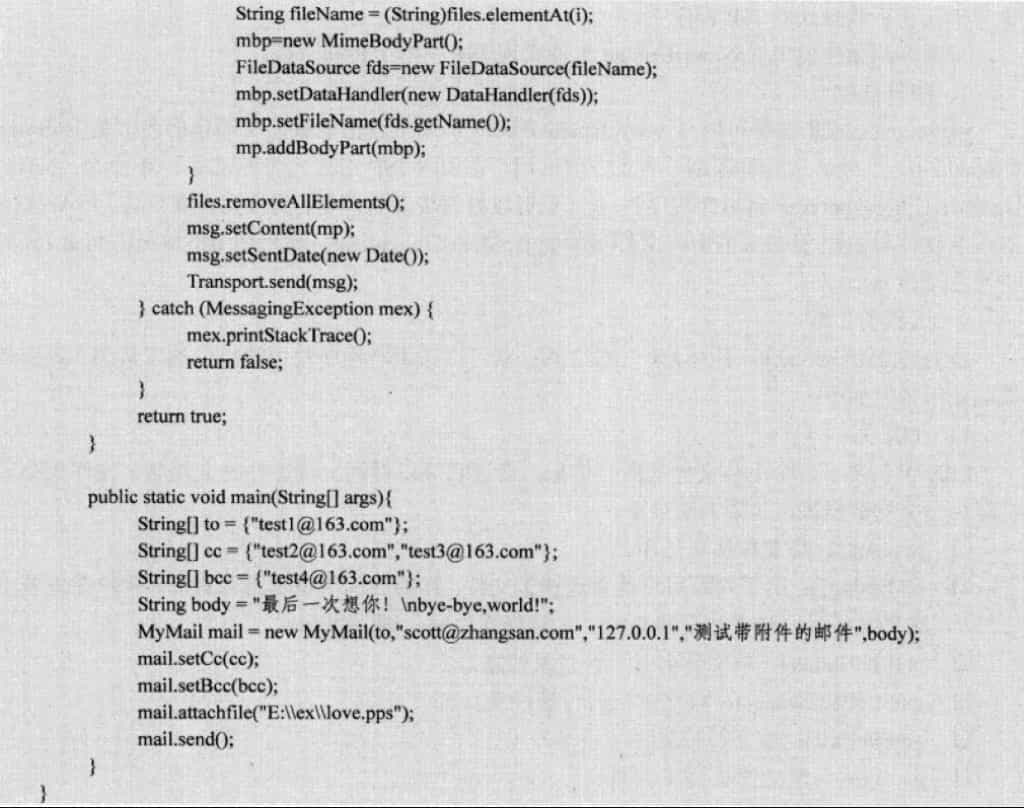 String fileName = (String)files.elementAt(i);
mbp=new MimeBodyPart();
FileDataSource fds=new FileDataSource(fileName);
mbp.setDataHandler(new DataHandler(fds));
mbp.setFileName(fds.getName());
mp.addBodyPart(mbp);
}
files.removeAllElements();
msg.setContent(mp);
msg.setSentDate(new Date());
Transport.send(msg);
} catch (MessagingException mex) {
mex.printStackTrace();
return false;
}
return true;
}
public static void main(String[] args){
String[] to = {"test1@163.com"};
String[] cc = {"test2@163.com","test3@163.com"};
String[] bcc = {"test4@163.com"};
String body = "最后一次想你！\nbye-bye,world!";
MyMail mail = new MyMail(to,"scott@zhangsan.com","127.0.0.1","测试带附件的邮件",body);
mail.setCc(cc);
mail.setBcc(bcc);
mail.attachfile("E:\\ex\\love.pps");
mail.send();
}
}